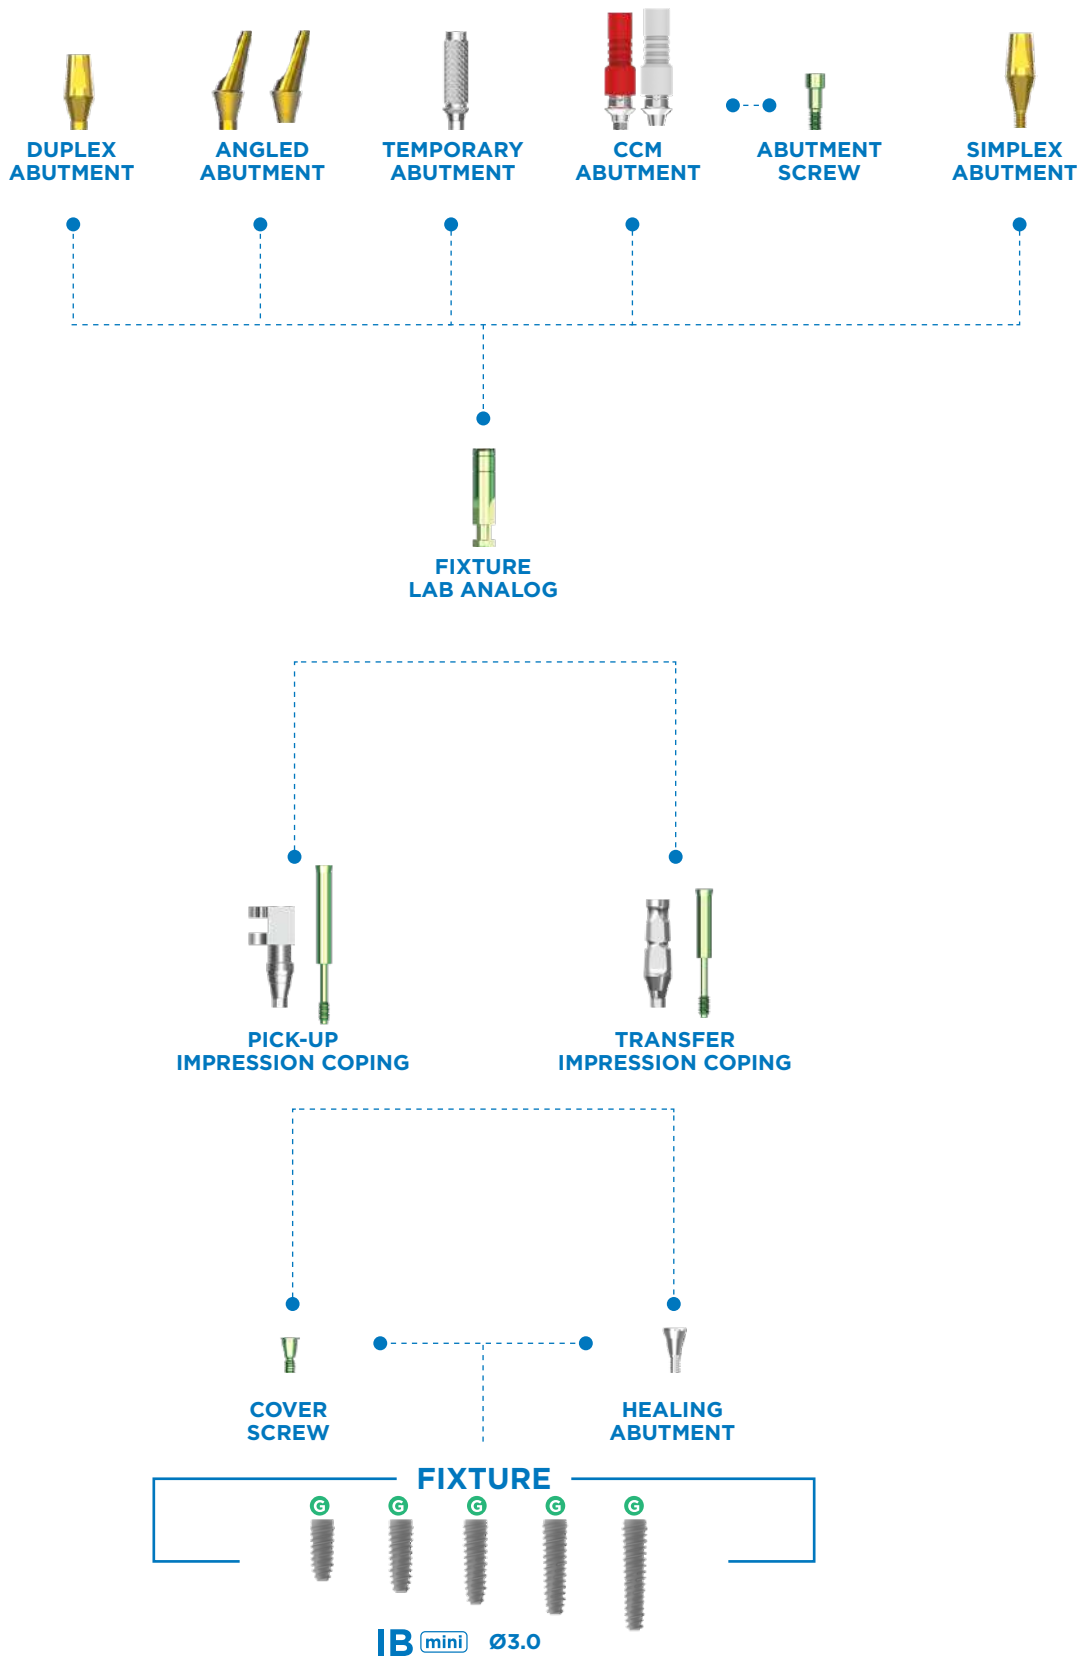 DUPLEX
ABUTMENT
ANGLED
ABUTMENT
TEMPORARY
ABUTMENT
CCM
ABUTMENT
ABUTMENT
SCREW
SIMPLEX
ABUTMENT
FIXTURE
LAB ANALOG
PICK-UP
IMPRESSION COPING
TRANSFER
IMPRESSION COPING
COVER
SCREW
HEALING
ABUTMENT
FIXTURE
G G G G G
IB mini Ø3.0